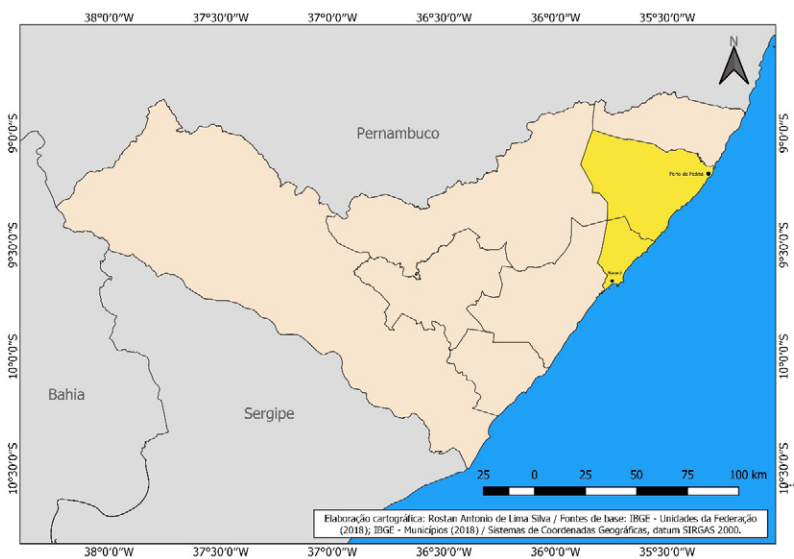 38°0'0"W 37°30'0"W 37°0'0"W 36°30'0"W 36°0'0"W 35°30'0"W
N
9°0'0"S
9°0'0"S
Pernambuco
Porto de Pedras
9°30'0"S
9°30'0"S
Maceió
10°0'0"S
10°0'0"S
Bahia
Sergipe
10°30'0"S
10°30'0"S
25 0 25 50 75 100 km
Elaboração cartográfica: Rostan Antonio de Lima Silva / Fontes de base: IBGE - Unidades da Federação
(2018); IBGE - Municípios (2018) / Sistemas de Coordenadas Geográficas, datum SIRGAS 2000.
38°0'0"W 37°30'0"W 37°0'0"W 36°30'0"W 36°0'0"W 35°30'0"W